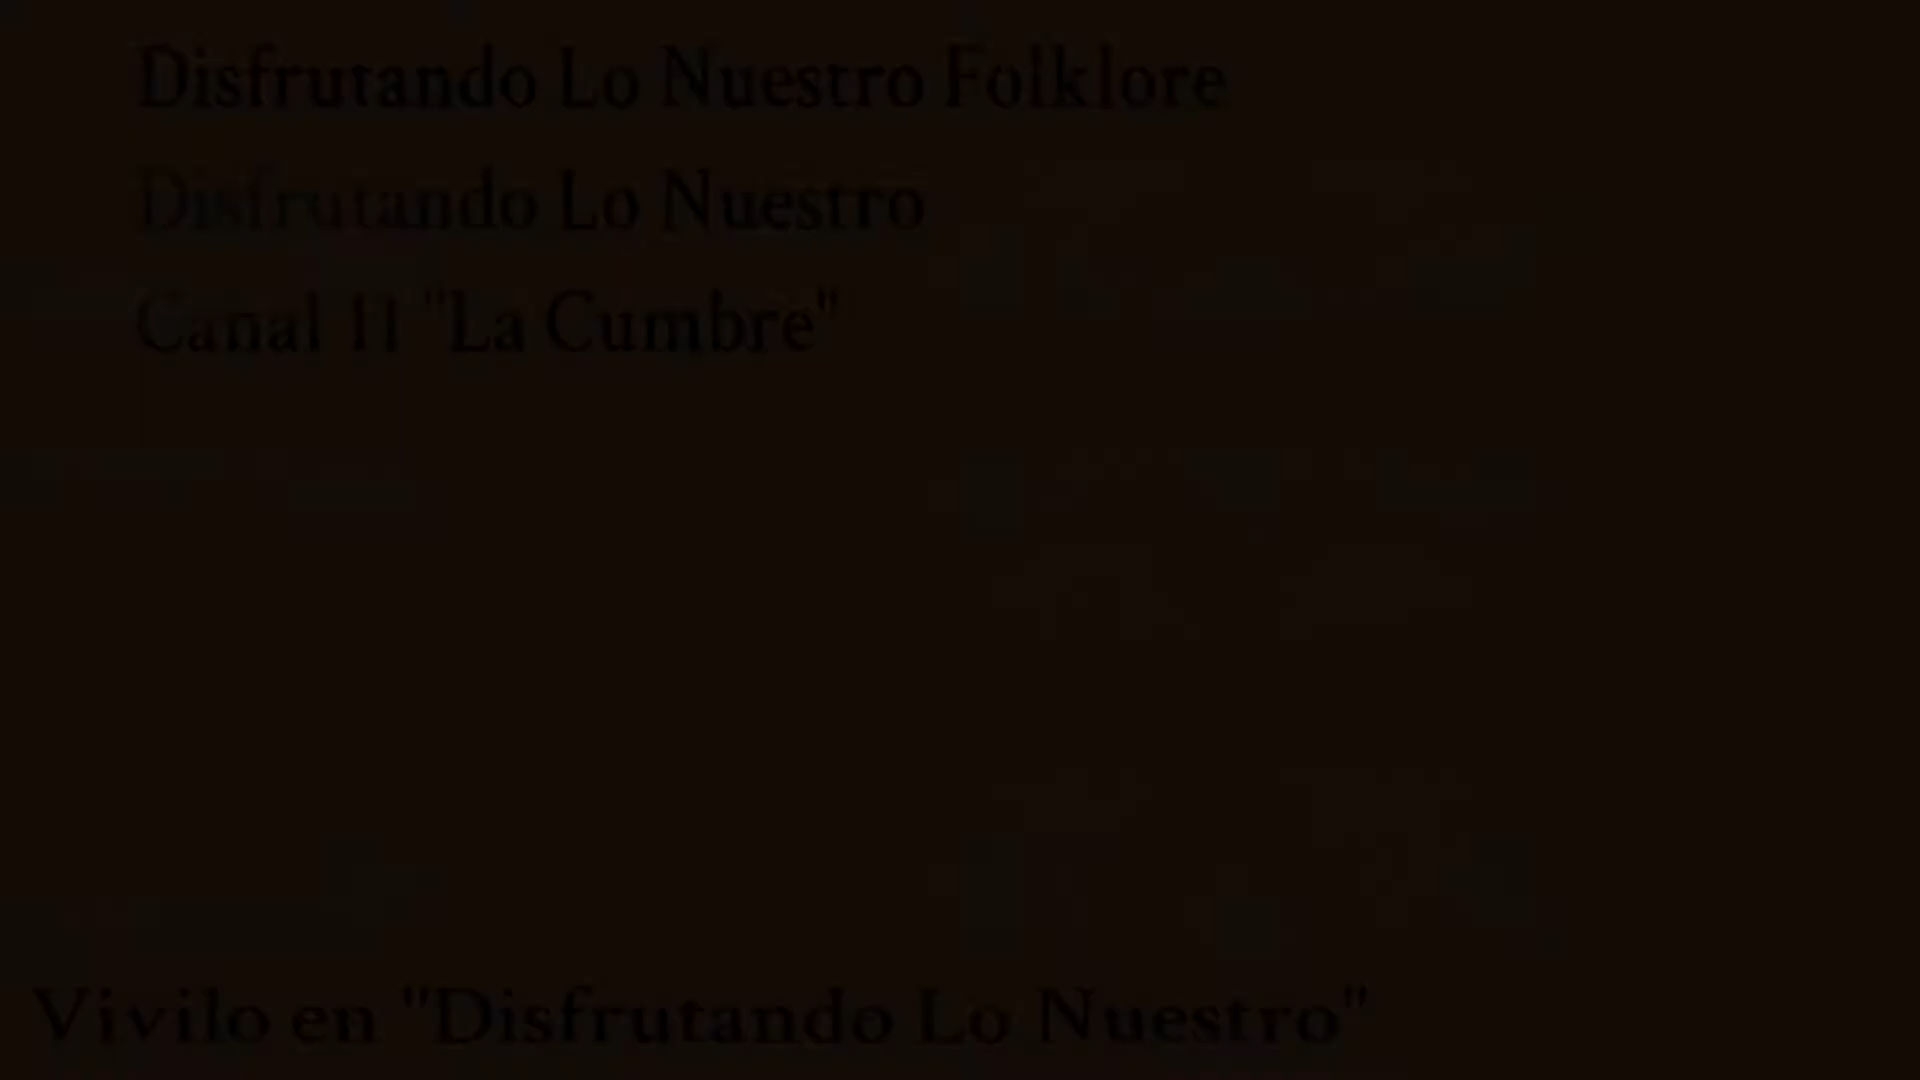 Disfrutando Lo Nuestro Folklore
Disfrutando Lo Nuestro
Canal 11 "La Cumbre"
Vivilo en "Disfrutando Lo Nuestro"